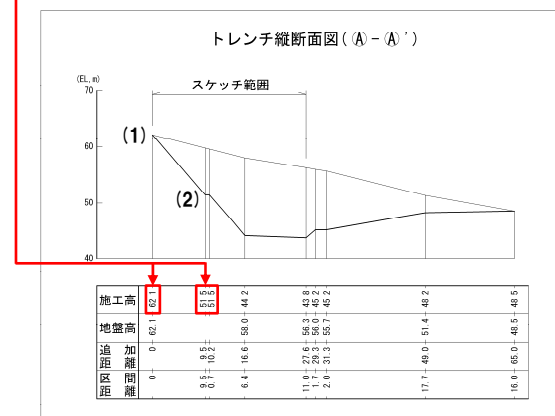 トレンチ縦断面図(Ⓐ-Ⓐ')
(EL, m)
70
スケッチ範囲
60
(1)
50
(2)
40
施工高 62.1 51.5 51.5 44.2 43.8 45.2 45.2 48.2 48.5
地盤高 62.1 58.0 56.3 56.0 55.7 51.4 48.5
追加距離 0 9.5 10.2 16.6 27.6 29.3 31.3 49.0 65.0
区間距離 0 9.5 0.7 6.4 11.0 1.7 2.0 17.7 16.0